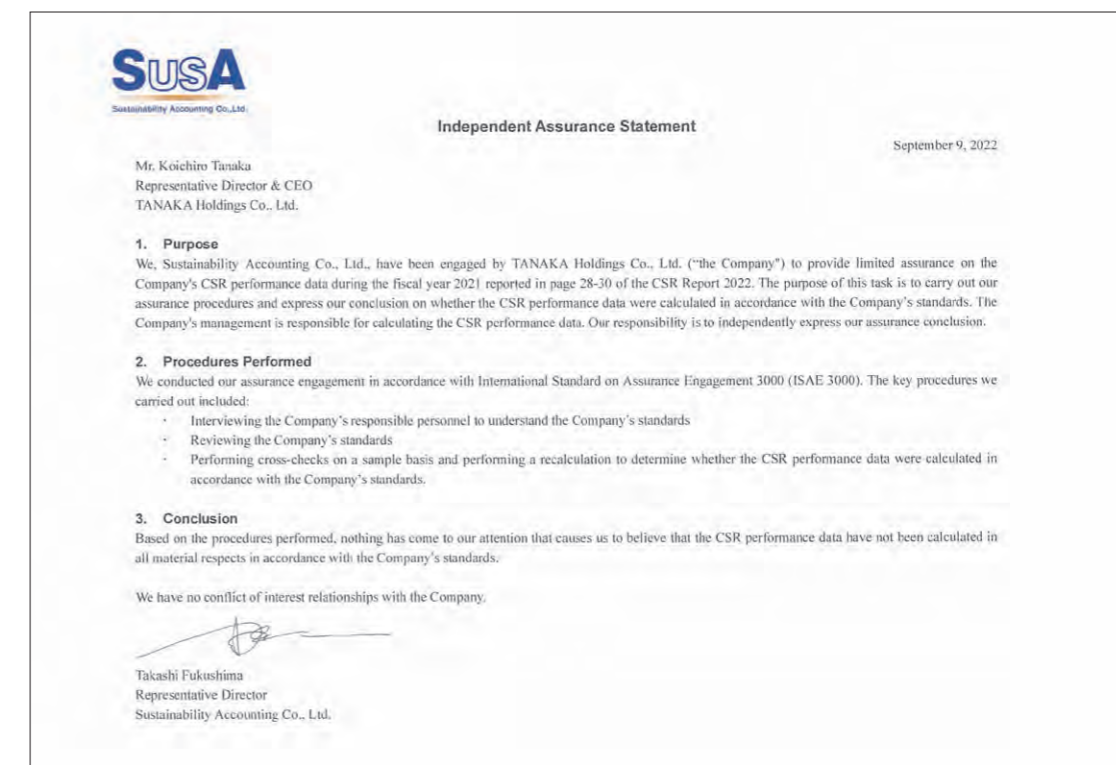 SUSA
Sustainability Accounting Co.,Ltd.
Independent Assurance Statement
September 9, 2022
Mr. Koichiro Tanaka
Representative Director & CEO
TANAKA Holdings Co., Ltd.
1. Purpose
We, Sustainability Accounting Co., Ltd., have been engaged by TANAKA Holdings Co., Ltd. ("the Company") to provide limited assurance on the
Company's CSR performance data during the fiscal year 2021 reported in page 28-30 of the CSR Report 2022. The purpose of this task is to carry out our
assurance procedures and express our conclusion on whether the CSR performance data were calculated in accordance with the Company's standards. The
Company's management is responsible for calculating the CSR performance data. Our responsibility is to independently express our assurance conclusion.
2. Procedures Performed
We conducted our assurance engagement in accordance with International Standard on Assurance Engagement 3000 (ISAE 3000). The key procedures we
carried out included:
· Interviewing the Company's responsible personnel to understand the Company's standards
· Reviewing the Company's standards
· Performing cross-checks on a sample basis and performing a recalculation to determine whether the CSR performance data were calculated in
accordance with the Company's standards.
3. Conclusion
Based on the procedures performed, nothing has come to our attention that causes us to believe that the CSR performance data have not been calculated in
all material respects in accordance with the Company's standards.
We have no conflict of interest relationships with the Company.
Takashi Fukushima
Representative Director
Sustainability Accounting Co., Ltd.